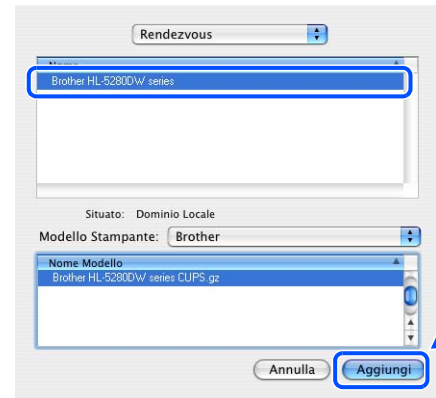 Rendezvous
Nome
Brother HL-5280DW series
Situato: Dominio Locale
Modello Stampante: Brother
Nome Modello
Brother HL-5280DW series CUPS.gz
Annulla Aggiungi